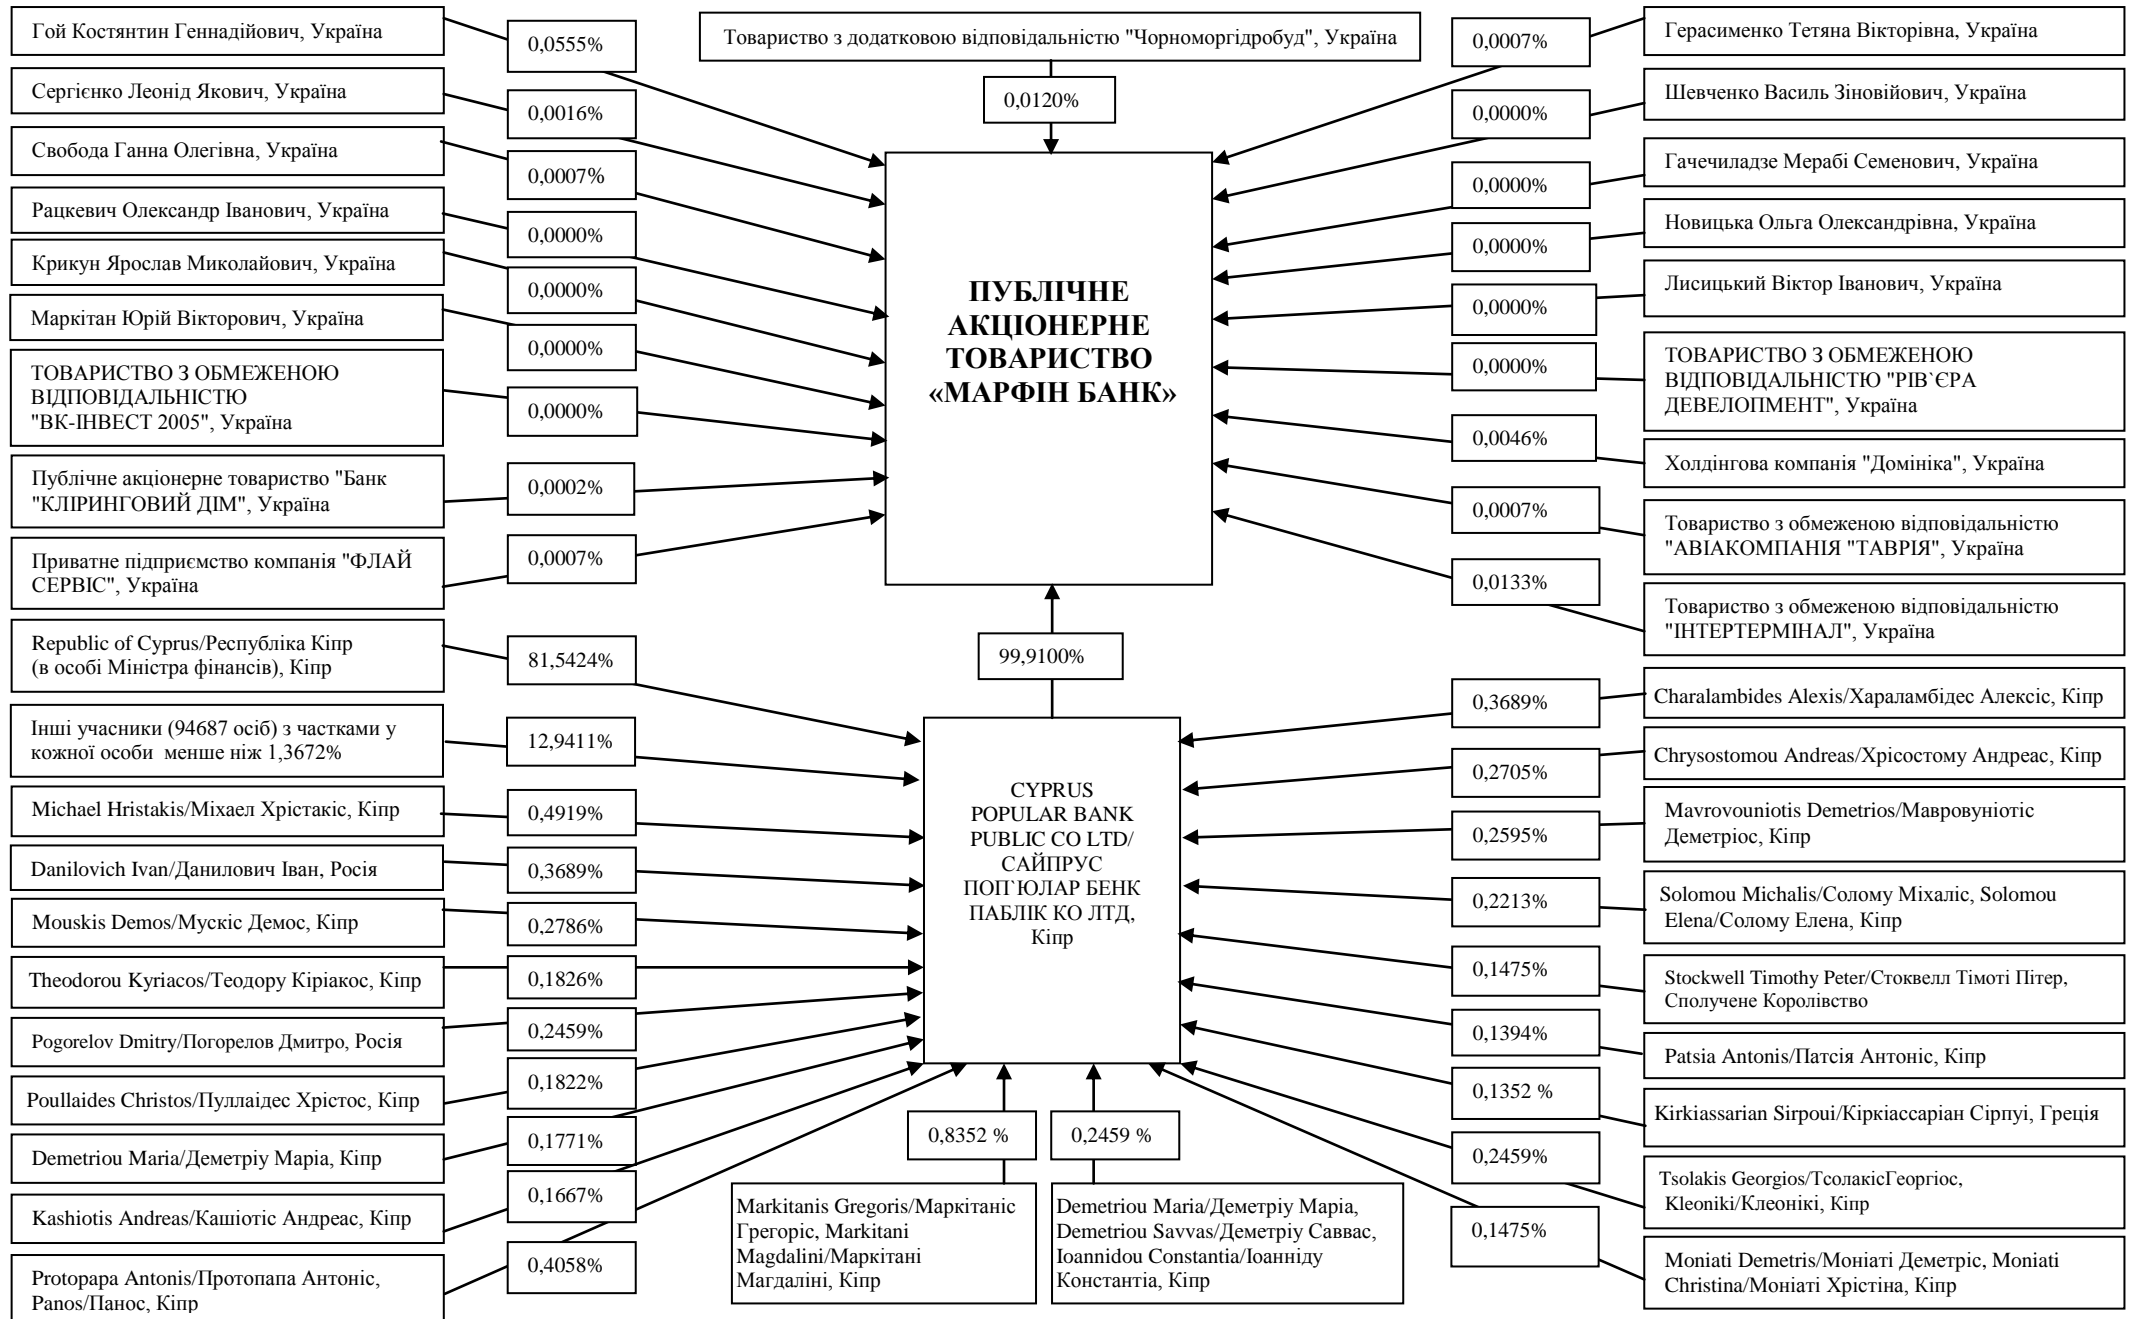 Гой Костянтин Геннадійович, Україна
0,0555%
Сергієнко Леонід Якович, Україна
0,0016%
Свобода Ганна Олегівна, Україна
0,0007%
Рацкевич Олександр Іванович, Україна
0,0000%
Крикун Ярослав Миколайович, Україна
0,0000%
Маркітан Юрій Вікторович, Україна
0,0000%
ТОВАРИСТВО З ОБМЕЖЕНОЮ
ВІДПОВІДАЛЬНІСТЮ
"ВК-ІНВЕСТ 2005", Україна
0,0000%
Публічне акціонерне товариство "Банк
"КЛІРИНГОВИЙ ДІМ", Україна
0,0002%
Приватне підприємство компанія "ФЛАЙ
СЕРВІС", Україна
0,0007%
Товариство з додатковою відповідальністю "Чорноморгідробуд", Україна
0,0120%
ПУБЛІЧНЕ
АКЦІОНЕРНЕ
ТОВАРИСТВО
«МАРФІН БАНК»
0,0007%
Герасименко Тетяна Вікторівна, Україна
0,0000%
Шевченко Василь Зіновійович, Україна
0,0000%
Гачечиладзе Мерабі Семенович, Україна
0,0000%
Новицька Ольга Олександрівна, Україна
0,0000%
Лисицький Віктор Іванович, Україна
0,0000%
ТОВАРИСТВО З ОБМЕЖЕНОЮ
ВІДПОВІДАЛЬНІСТЮ "РІВ`ЄРА
ДЕВЕЛОПМЕНТ", Україна
0,0046%
Холдінгова компанія "Домініка", Україна
0,0007%
Товариство з обмеженою відповідальністю
"АВІАКОМПАНІЯ "ТАВРІЯ", Україна
0,0133%
Товариство з обмеженою відповідальністю
"ІНТЕРТЕРМІНАЛ", Україна
99,9100%
Republic of Cyprus/Республіка Кіпр
(в особі Міністра фінансів), Кіпр
81,5424%
Інші учасники (94687 осіб) з частками у
кожної особи менше ніж 1,3672%
12,9411%
Michael Hristakis/Міхаел Хрістакіс, Кіпр
0,4919%
Danilovich Ivan/Данилович Іван, Росія
0,3689%
Mouskis Demos/Мускіс Демос, Кіпр
0,2786%
Theodorou Kyriacos/Теодору Кіріакос, Кіпр
0,1826%
Pogorelov Dmitry/Погорелов Дмитро, Росія
0,2459%
Poullaides Christos/Пуллаідес Хрістос, Кіпр
0,1822%
Demetriou Maria/Деметріу Маріа, Кіпр
0,1771%
Kashiotis Andreas/Кашіотіс Андреас, Кіпр
0,1667%
Protopapa Antonis/Протопапа Антоніс,
Panos/Панос, Кіпр
0,4058%
CYPRUS
POPULAR BANK
PUBLIC CO LTD/
САЙПРУС
ПОП`ЮЛАР БЕНК
ПАБЛІК КО ЛТД,
Кіпр
0,8352 %
Markitanis Gregoris/Маркітаніс
Грегоріс, Markitani
Magdalini/Маркітані
Магдаліні, Кіпр
0,2459 %
Demetriou Maria/Деметріу Маріа,
Demetriou Savvas/Деметріу Саввас,
Ioannidou Constantia/Іоанніду
Константіа, Кіпр
0,3689%
Charalambides Alexis/Хараламбідес Алексіс, Кіпр
0,2705%
Chrysostomou Andreas/Хрісостому Андреас, Кіпр
0,2595%
Mavrovouniotis Demetrios/Мавровуніотіс
Деметріос, Кіпр
0,2213%
Solomou Michalis/Солому Міхаліс, Solomou
Elena/Солому Елена, Кіпр
0,1475%
Stockwell Timothy Peter/Стоквелл Тімоті Пітер,
Сполучене Королівство
0,1394%
Patsia Antonis/Патсія Антоніс, Кіпр
0,1352 %
Kirkiassarian Sirpoui/Кіркіассаріан Сірпуі, Греція
0,2459%
Tsolakis Georgios/ТсолакісГеоргіос,
Kleoniki/Клеонікі, Кіпр
0,1475%
Moniati Demetris/Моніаті Деметріс, Moniati
Christina/Моніаті Хрістіна, Кіпр